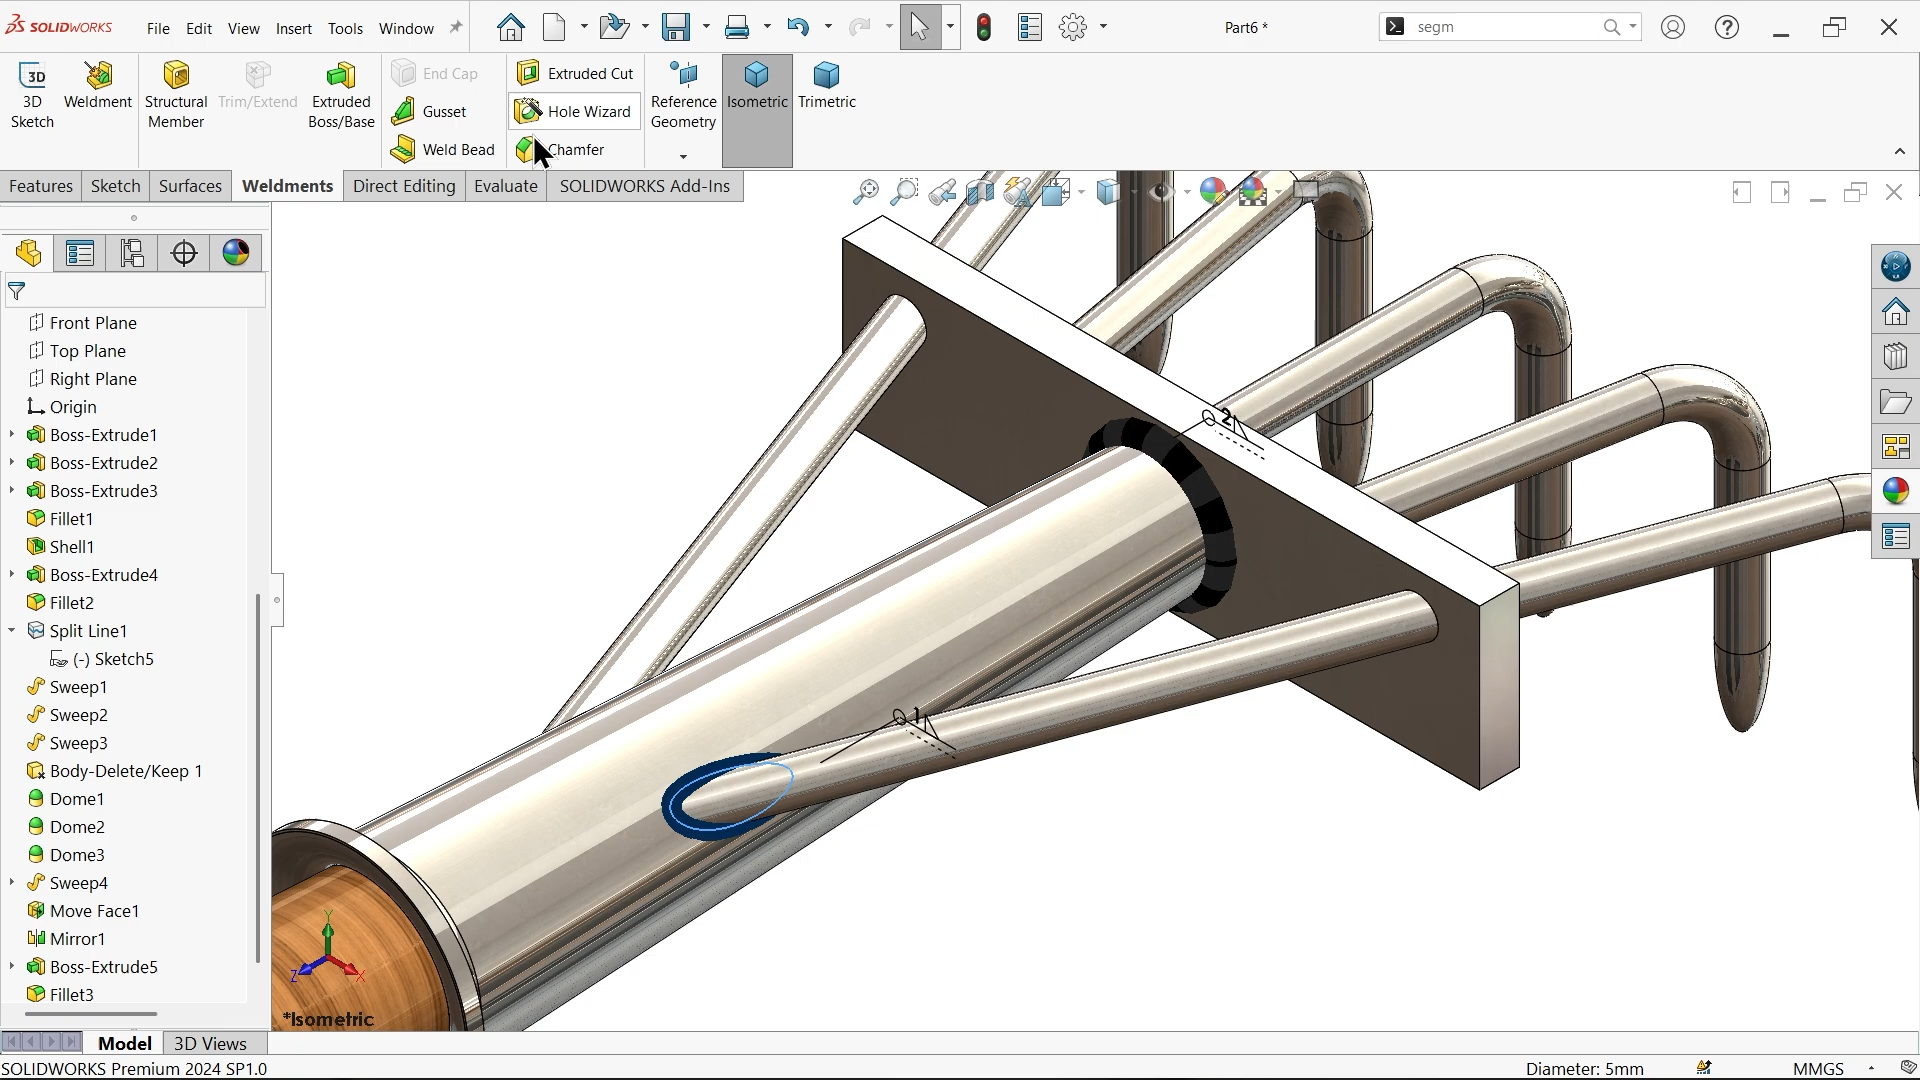 SOLIDWORKS
File Edit View Insert Tools Window
Part6 *
segm
3D Sketch
Weldment
Structural Member
Trim/Extend
Extruded Boss/Base
End Cap
Gusset
Weld Bead
Extruded Cut
Hole Wizard
Chamfer
Reference Geometry
Isometric
Trimetric
Features Sketch Surfaces Weldments Direct Editing Evaluate SOLIDWORKS Add-Ins
Front Plane
Top Plane
Right Plane
Origin
Boss-Extrude1
Boss-Extrude2
Boss-Extrude3
Fillet1
Shell1
Boss-Extrude4
Fillet2
Split Line1
(-) Sketch5
Sweep1
Sweep2
Sweep3
Body-Delete/Keep 1
Dome1
Dome2
Dome3
Sweep4
Move Face1
Mirror1
Boss-Extrude5
Fillet3
2
1
Y
Z
X
*Isometric
Model 3D Views
SOLIDWORKS Premium 2024 SP1.0
Diameter: 5mm
MMGS